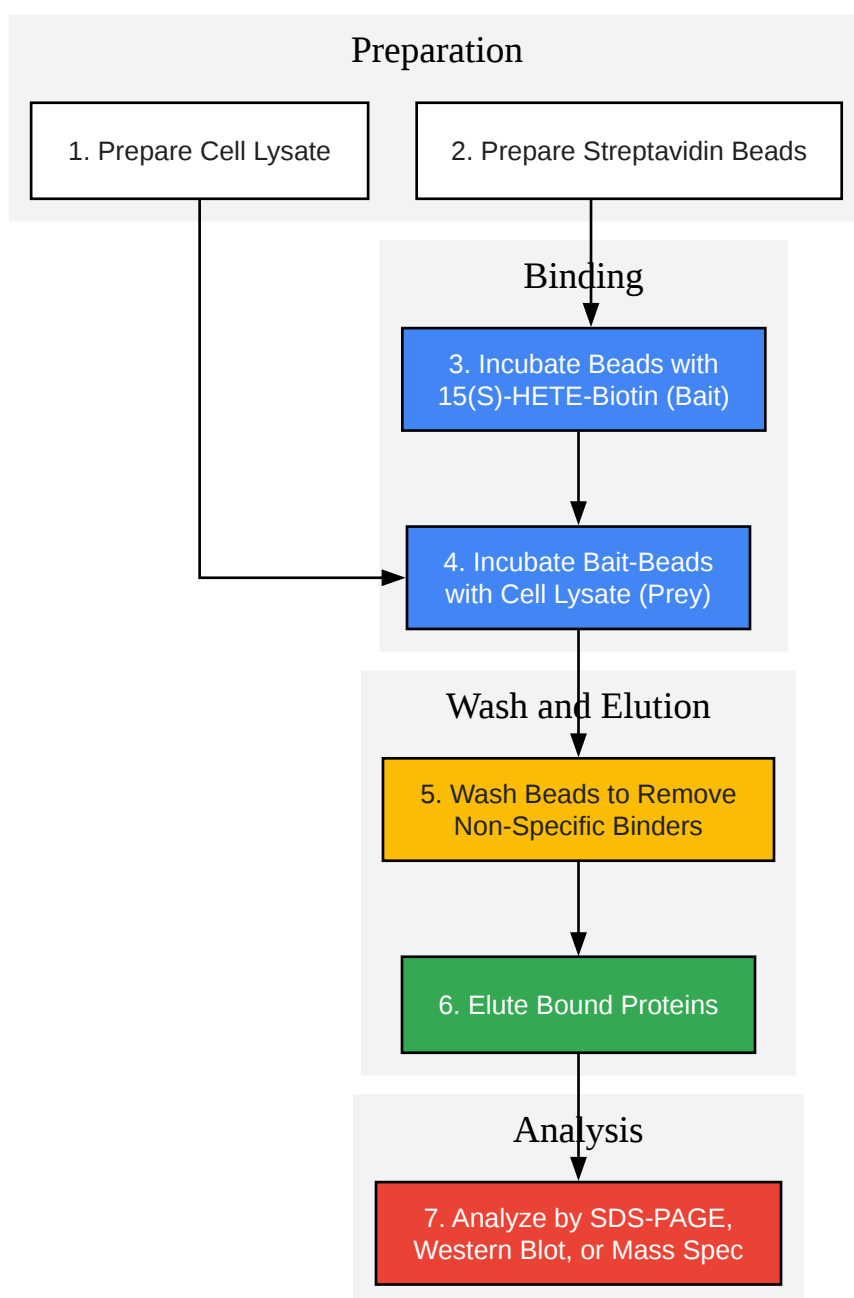 Preparation
1. Prepare Cell Lysate
2. Prepare Streptavidin Beads
Binding
3. Incubate Beads with
15(S)-HETE-Biotin (Bait)
4. Incubate Bait-Beads
with Cell Lysate (Prey)
Wash and Elution
5. Wash Beads to Remove
Non-Specific Binders
6. Elute Bound Proteins
Analysis
7. Analyze by SDS-PAGE,
Western Blot, or Mass Spec